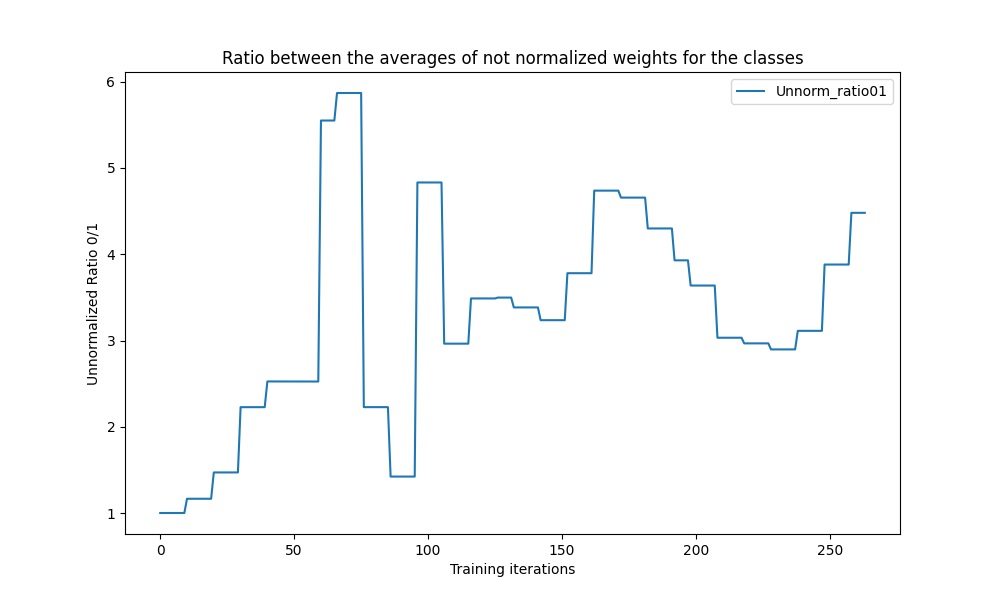 Ratio between the averages of not normalized weights for the classes
Unnorm_ratio01
6
5
4
3
2
1
Unnormalized Ratio 0/1
0 50 100 150 200 250
Training iterations